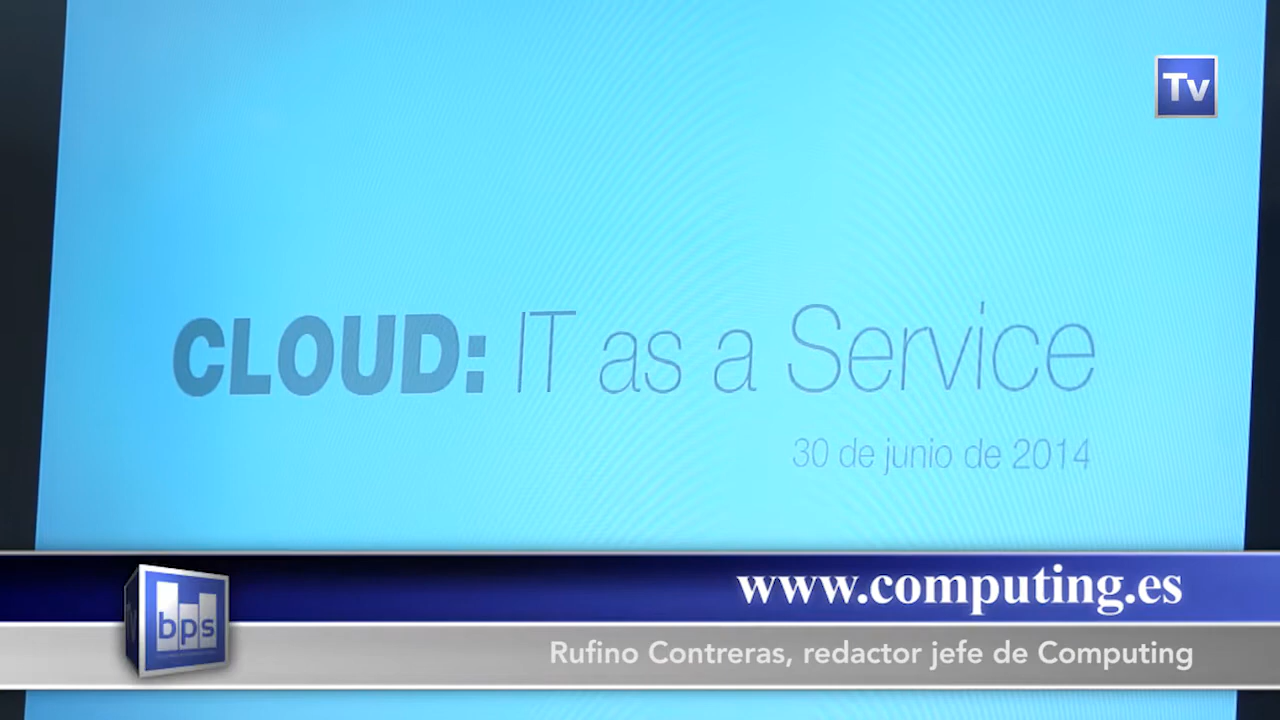 Tv
CLOUD: IT as a Service
30 de junio de 2014
www.computing.es
bps
Rufino Contreras, redactor jefe de Computing